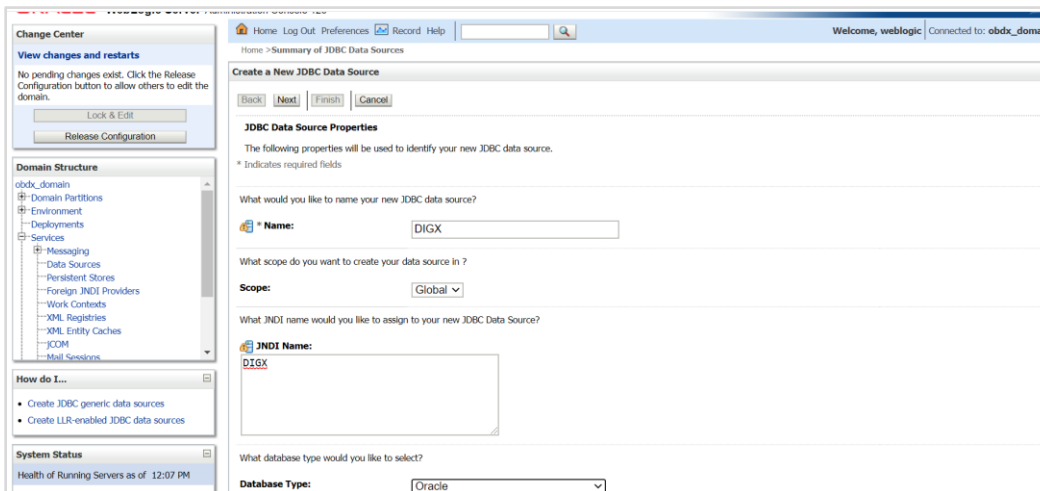 Change Center
View changes and restarts
No pending changes exist. Click the Release
Configuration button to allow others to edit the
domain.
Lock & Edit
Release Configuration
Domain Structure
obdx_domain
Domain Partitions
Environment
Deployments
Services
Messaging
Data Sources
Persistent Stores
Foreign JNDI Providers
Work Contexts
XML Registries
XML Entity Caches
jCOM
Mail Sessions
How do I...
Create JDBC generic data sources
Create LLR-enabled JDBC data sources
System Status
Health of Running Servers as of 12:07 PM
Home Log Out Preferences Record Help
Welcome, weblogic Connected to: obdx_doma
Home >Summary of JDBC Data Sources
Create a New JDBC Data Source
Back Next Finish Cancel
JDBC Data Source Properties
The following properties will be used to identify your new JDBC data source.
* Indicates required fields
What would you like to name your new JDBC data source?
* Name: DIGX
What scope do you want to create your data source in ?
Scope: Global
What JNDI name would you like to assign to your new JDBC Data Source?
JNDI Name:
DIGX
What database type would you like to select?
Database Type: Oracle